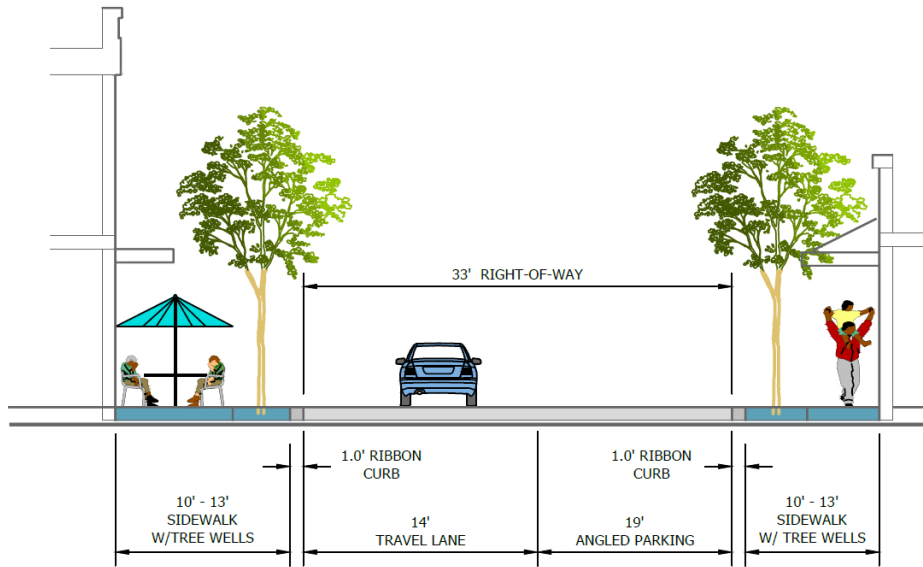 33' RIGHT-OF-WAY
1.0' RIBBON
CURB
1.0' RIBBON
CURB
10' - 13'
SIDEWALK
W/TREE WELLS
14'
TRAVEL LANE
19'
ANGLED PARKING
10' - 13'
SIDEWALK
W/ TREE WELLS